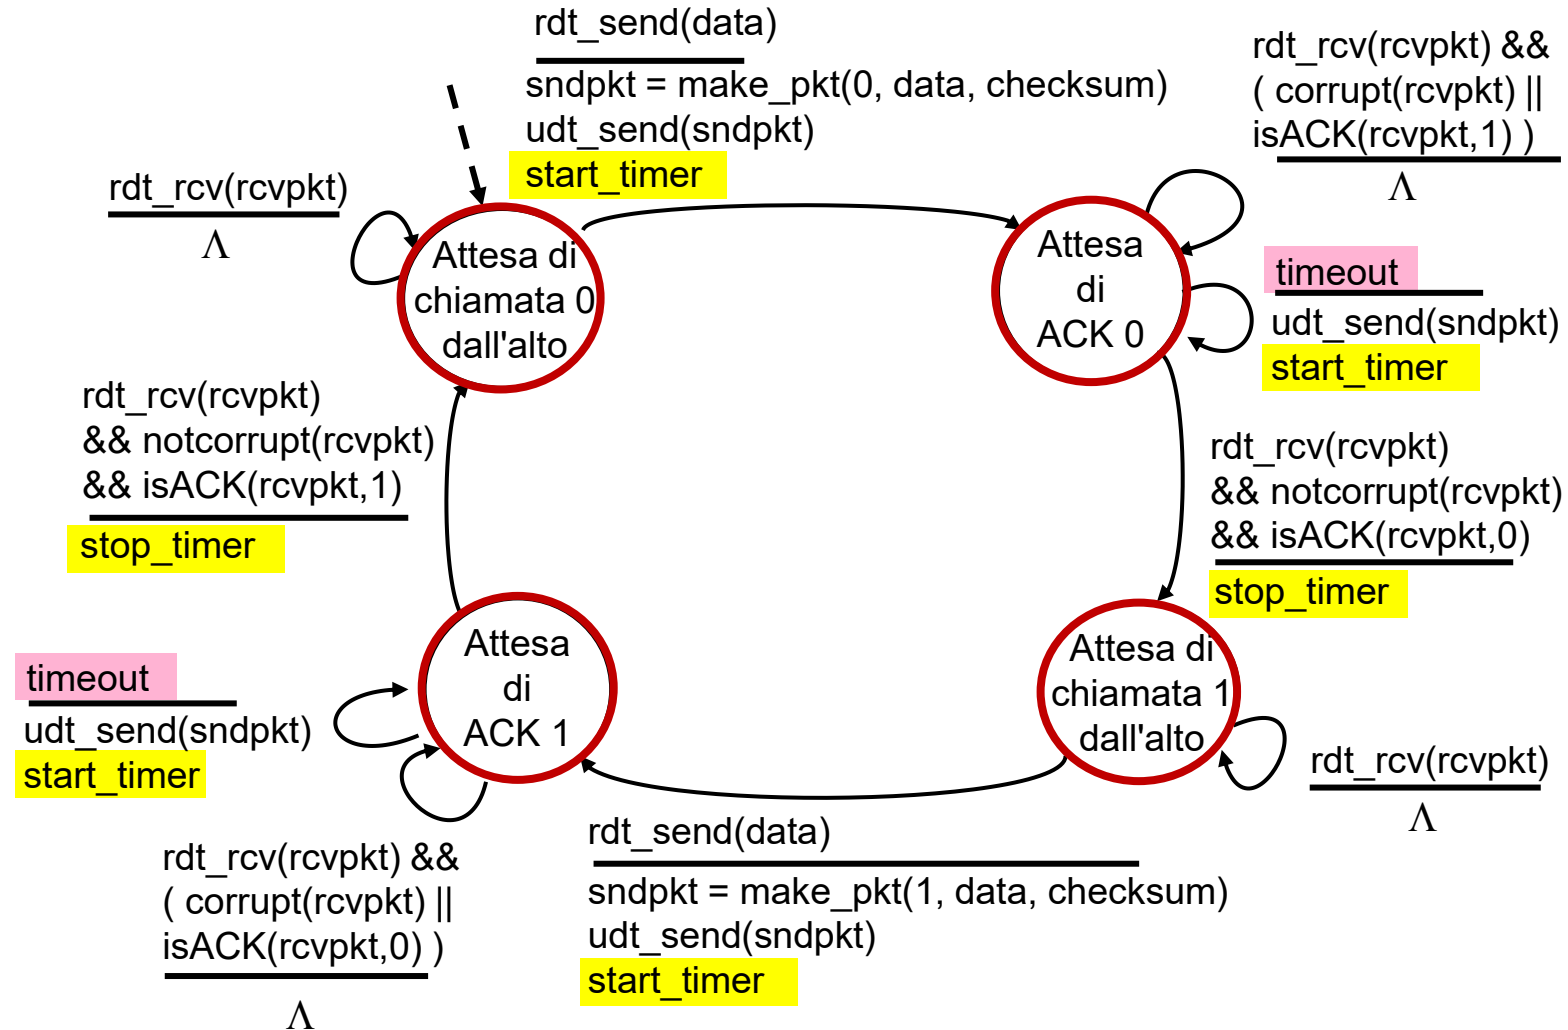 rdt_send(data)
sndpkt = make_pkt(0, data, checksum)
udt_send(sndpkt)
start_timer
rdt_rcv(rcvpkt) &&
( corrupt(rcvpkt) ||
isACK(rcvpkt,1) )
Λ
rdt_rcv(rcvpkt)
Λ
Attesa di
chiamata 0
dall'alto
Attesa
di
ACK 0
timeout
udt_send(sndpkt)
start_timer
rdt_rcv(rcvpkt)
&& notcorrupt(rcvpkt)
&& isACK(rcvpkt,1)
stop_timer
rdt_rcv(rcvpkt)
&& notcorrupt(rcvpkt)
&& isACK(rcvpkt,0)
stop_timer
timeout
udt_send(sndpkt)
start_timer
Attesa
di
ACK 1
Attesa di
chiamata 1
dall'alto
rdt_rcv(rcvpkt)
Λ
rdt_rcv(rcvpkt) &&
( corrupt(rcvpkt) ||
isACK(rcvpkt,0) )
Λ
rdt_send(data)
sndpkt = make_pkt(1, data, checksum)
udt_send(sndpkt)
start_timer